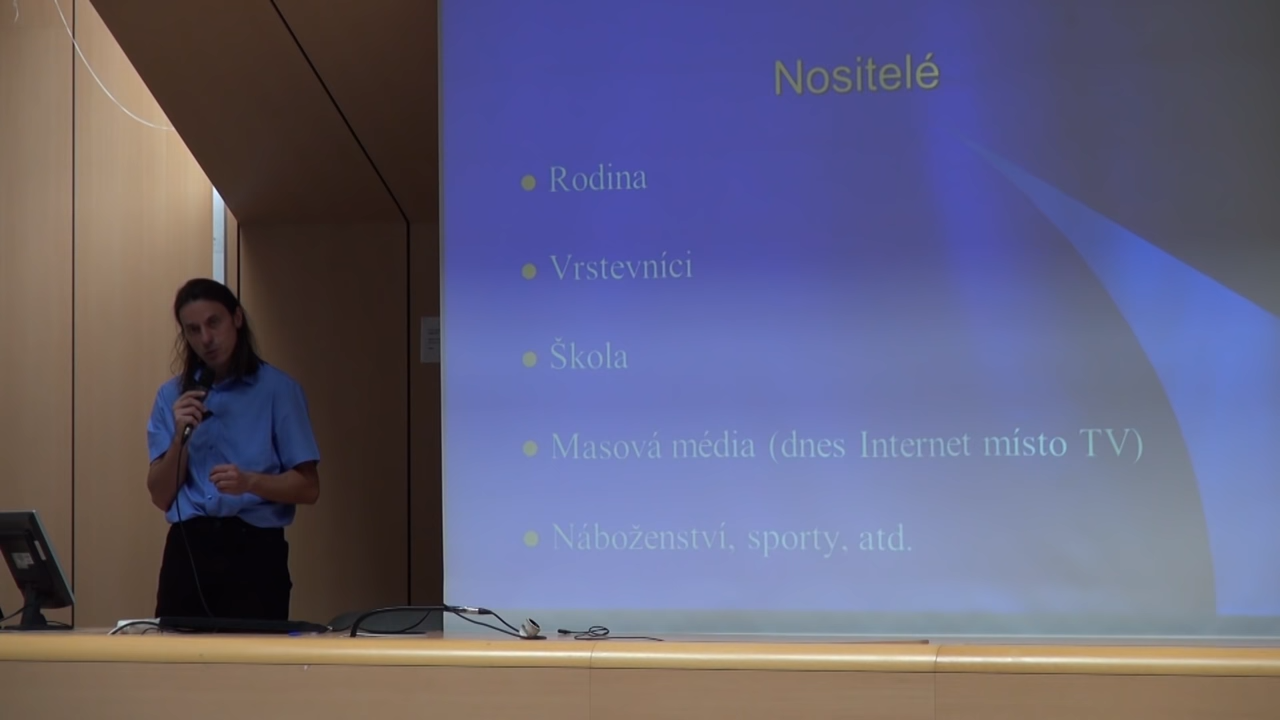 Nositelé
Rodina
Vrstevníci
Škola
Masová média (dnes Internet místo TV)
Náboženství, sporty, atd.